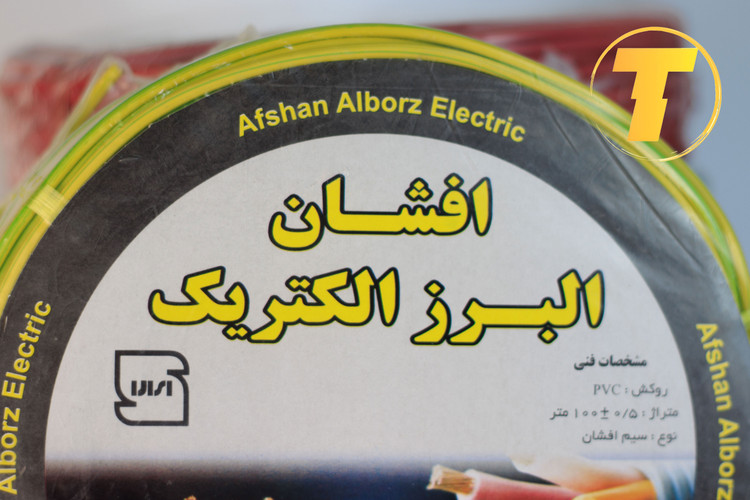 Afshan Alborz Electric
T
افشان
البرز الکتریک
مشخصات فنی
روکش : PVC
متراژ : ۰/۵ ± ۱۰۰ متر
نوع : سیم افشان
Alborz Electric
Afshan Alborz